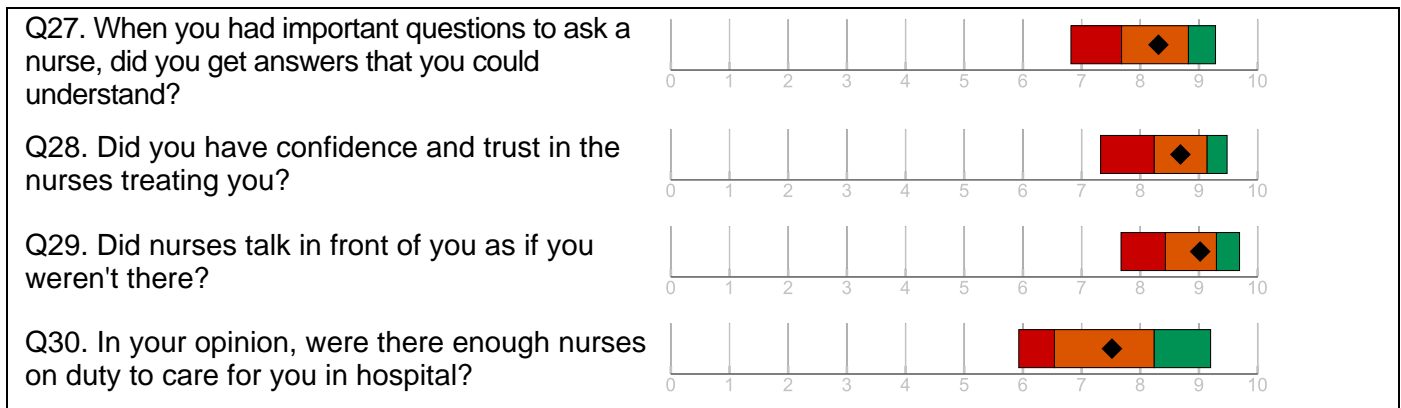 Q27. When you had important questions to ask a
nurse, did you get answers that you could
understand?
0 1 2 3 4 5 6 7 8 9 10
Q28. Did you have confidence and trust in the
nurses treating you?
0 1 2 3 4 5 6 7 8 9 10
Q29. Did nurses talk in front of you as if you
weren't there?
0 1 2 3 4 5 6 7 8 9 10
Q30. In your opinion, were there enough nurses
on duty to care for you in hospital?
0 1 2 3 4 5 6 7 8 9 10